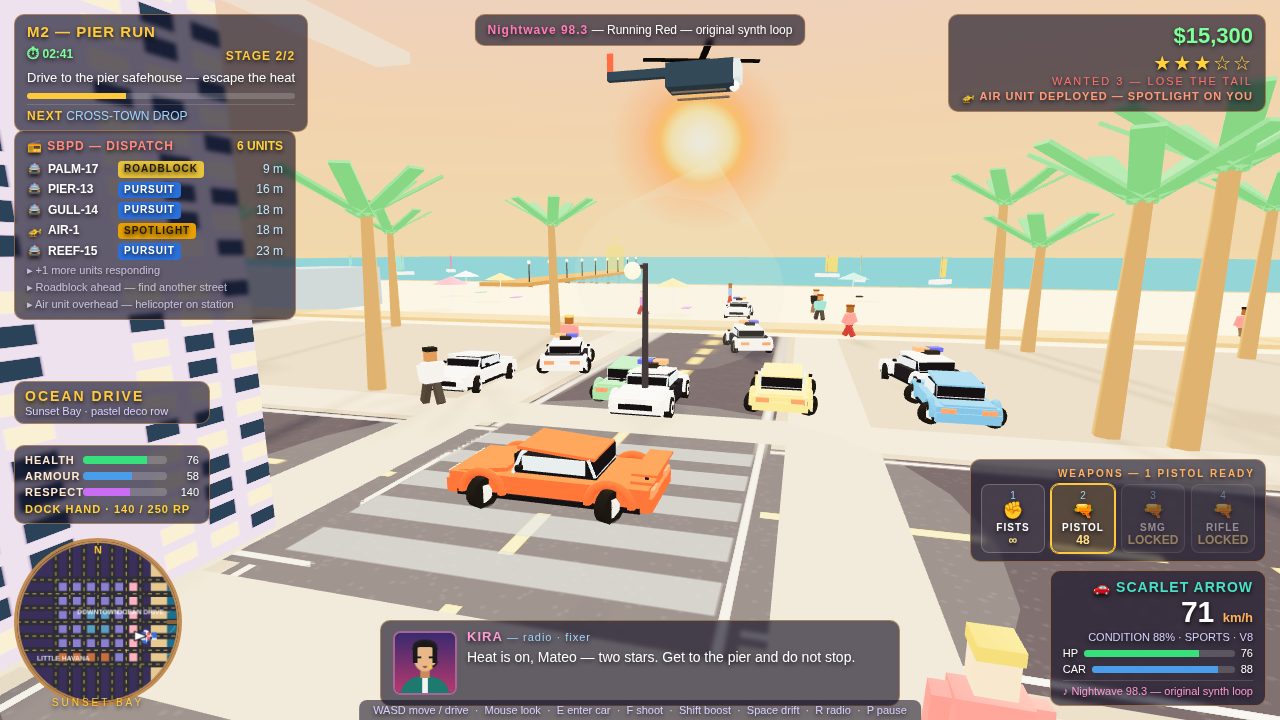 M2 — PIER RUN
⏱ 02:41
STAGE 2/2
Drive to the pier safehouse — escape the heat
NEXT CROSS-TOWN DROP
SBPD — DISPATCH 6 UNITS
PALM-17 ROADBLOCK 9 m
PIER-13 PURSUIT 16 m
GULL-14 PURSUIT 18 m
AIR-1 SPOTLIGHT 18 m
REEF-15 PURSUIT 23 m
▸ +1 more units responding
▸ Roadblock ahead — find another street
▸ Air unit overhead — helicopter on station
Nightwave 98.3 — Running Red — original synth loop
$15,300
★★★☆☆
WANTED 3 — LOSE THE TAIL
AIR UNIT DEPLOYED — SPOTLIGHT ON YOU
OCEAN DRIVE
Sunset Bay · pastel deco row
HEALTH 76
ARMOUR 58
RESPECT 140
DOCK HAND · 140 / 250 RP
N
DOWNTOWN OCEAN DRIVE
LITTLE HAVANA
SUNSET BAY
KIRA — radio · fixer
Heat is on, Mateo — two stars. Get to the pier and do not stop.
WASD move / drive · Mouse look · E enter car · F shoot · Shift boost · Space drift · R radio · P pause
WEAPONS — 1 PISTOL READY
1 2 3 4
FISTS PISTOL SMG RIFLE
∞ 48 LOCKED LOCKED
SCARLET ARROW
71 km/h
CONDITION 88% · SPORTS · V8
HP 76
CAR 88
♪ Nightwave 98.3 — original synth loop